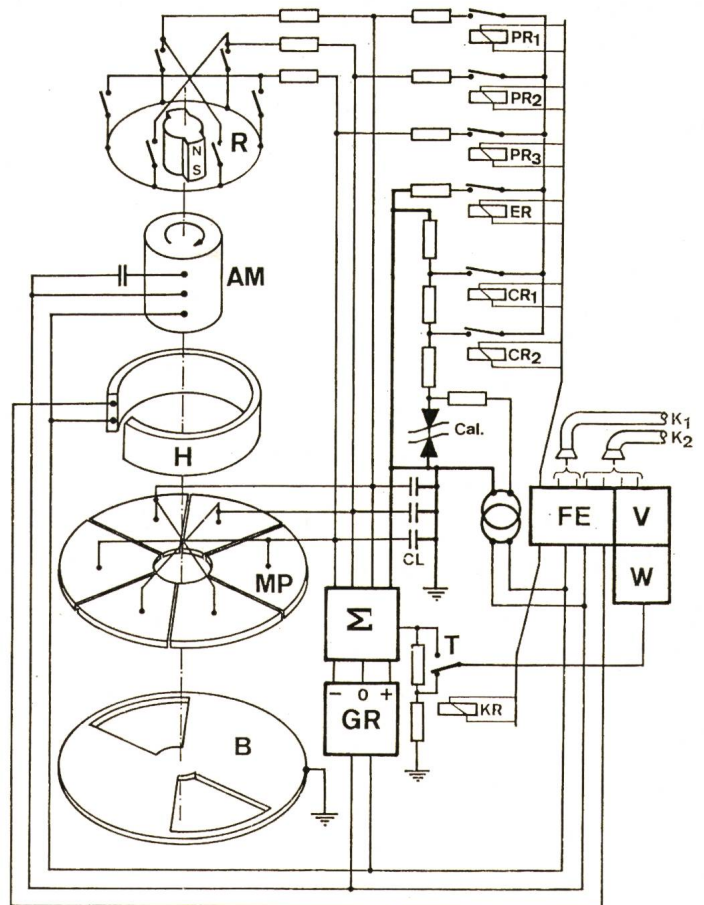 PR1
PR2
R
N
S
PR3
ER
AM
CR1
CR2
Cal.
K1
K2
H
FE
V
MP
CL
W
Σ
T
- 0 +
GR
KR
B